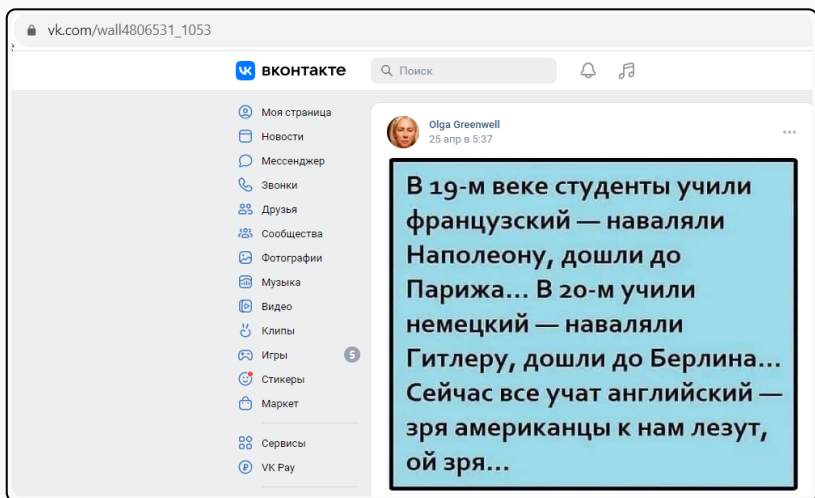 vk.com/wall4806531_1053
вконтакте
Поиск
Моя страница
Новости
Мессенджер
Звонки
Друзья
Сообщества
Фотографии
Музыка
Видео
Клипы
Игры 5
Стикеры
Маркет
Сервисы
VK Pay
Olga Greenwell
25 апр в 5:37
В 19-м веке студенты учили
французский — наваляли
Наполеону, дошли до
Парижа... В 20-м учили
немецкий — наваляли
Гитлеру, дошли до Берлина...
Сейчас все учат английский —
зря американцы к нам лезут,
ой зря...